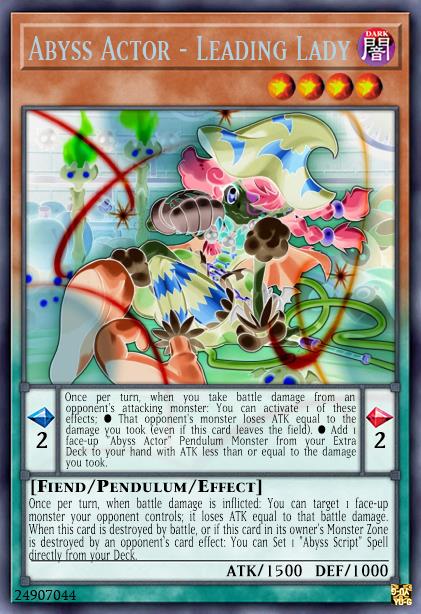 Abyss Actor - Leading Lady
DARK
闇
Once per turn, when you take battle damage from an
opponent's attacking monster: You can activate 1 of these
effects; ● That opponent's monster loses ATK equal to the
damage you took (even if this card leaves the field). ● Add 1
face-up "Abyss Actor" Pendulum Monster from your Extra
Deck to your hand with ATK less than or equal to the damage
you took.
2
2
[Fiend/Pendulum/Effect]
Once per turn, when battle damage is inflicted: You can target 1 face-up
monster your opponent controls; it loses ATK equal to that battle damage.
When this card is destroyed by battle, or if this card in its owner's Monster Zone
is destroyed by an opponent's card effect: You can Set 1 "Abyss Script" Spell
directly from your Deck.
ATK/1500 DEF/1000
24907044